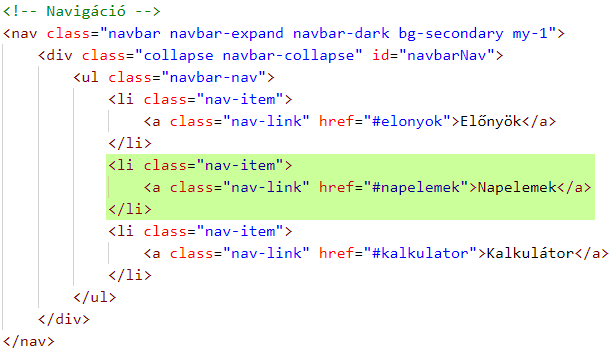 <!-- Navigáció -->
<nav class="navbar navbar-expand navbar-dark bg-secondary my-1">
    <div class="collapse navbar-collapse" id="navbarNav">
        <ul class="navbar-nav">
            <li class="nav-item">
                <a class="nav-link" href="#elonyok">Előnyök</a>
            </li>
            <li class="nav-item">
                <a class="nav-link" href="#napelemek">Napelemek</a>
            </li>
            <li class="nav-item">
                <a class="nav-link" href="#kalkulator">Kalkulátor</a>
            </li>
        </ul>
    </div>
</nav>